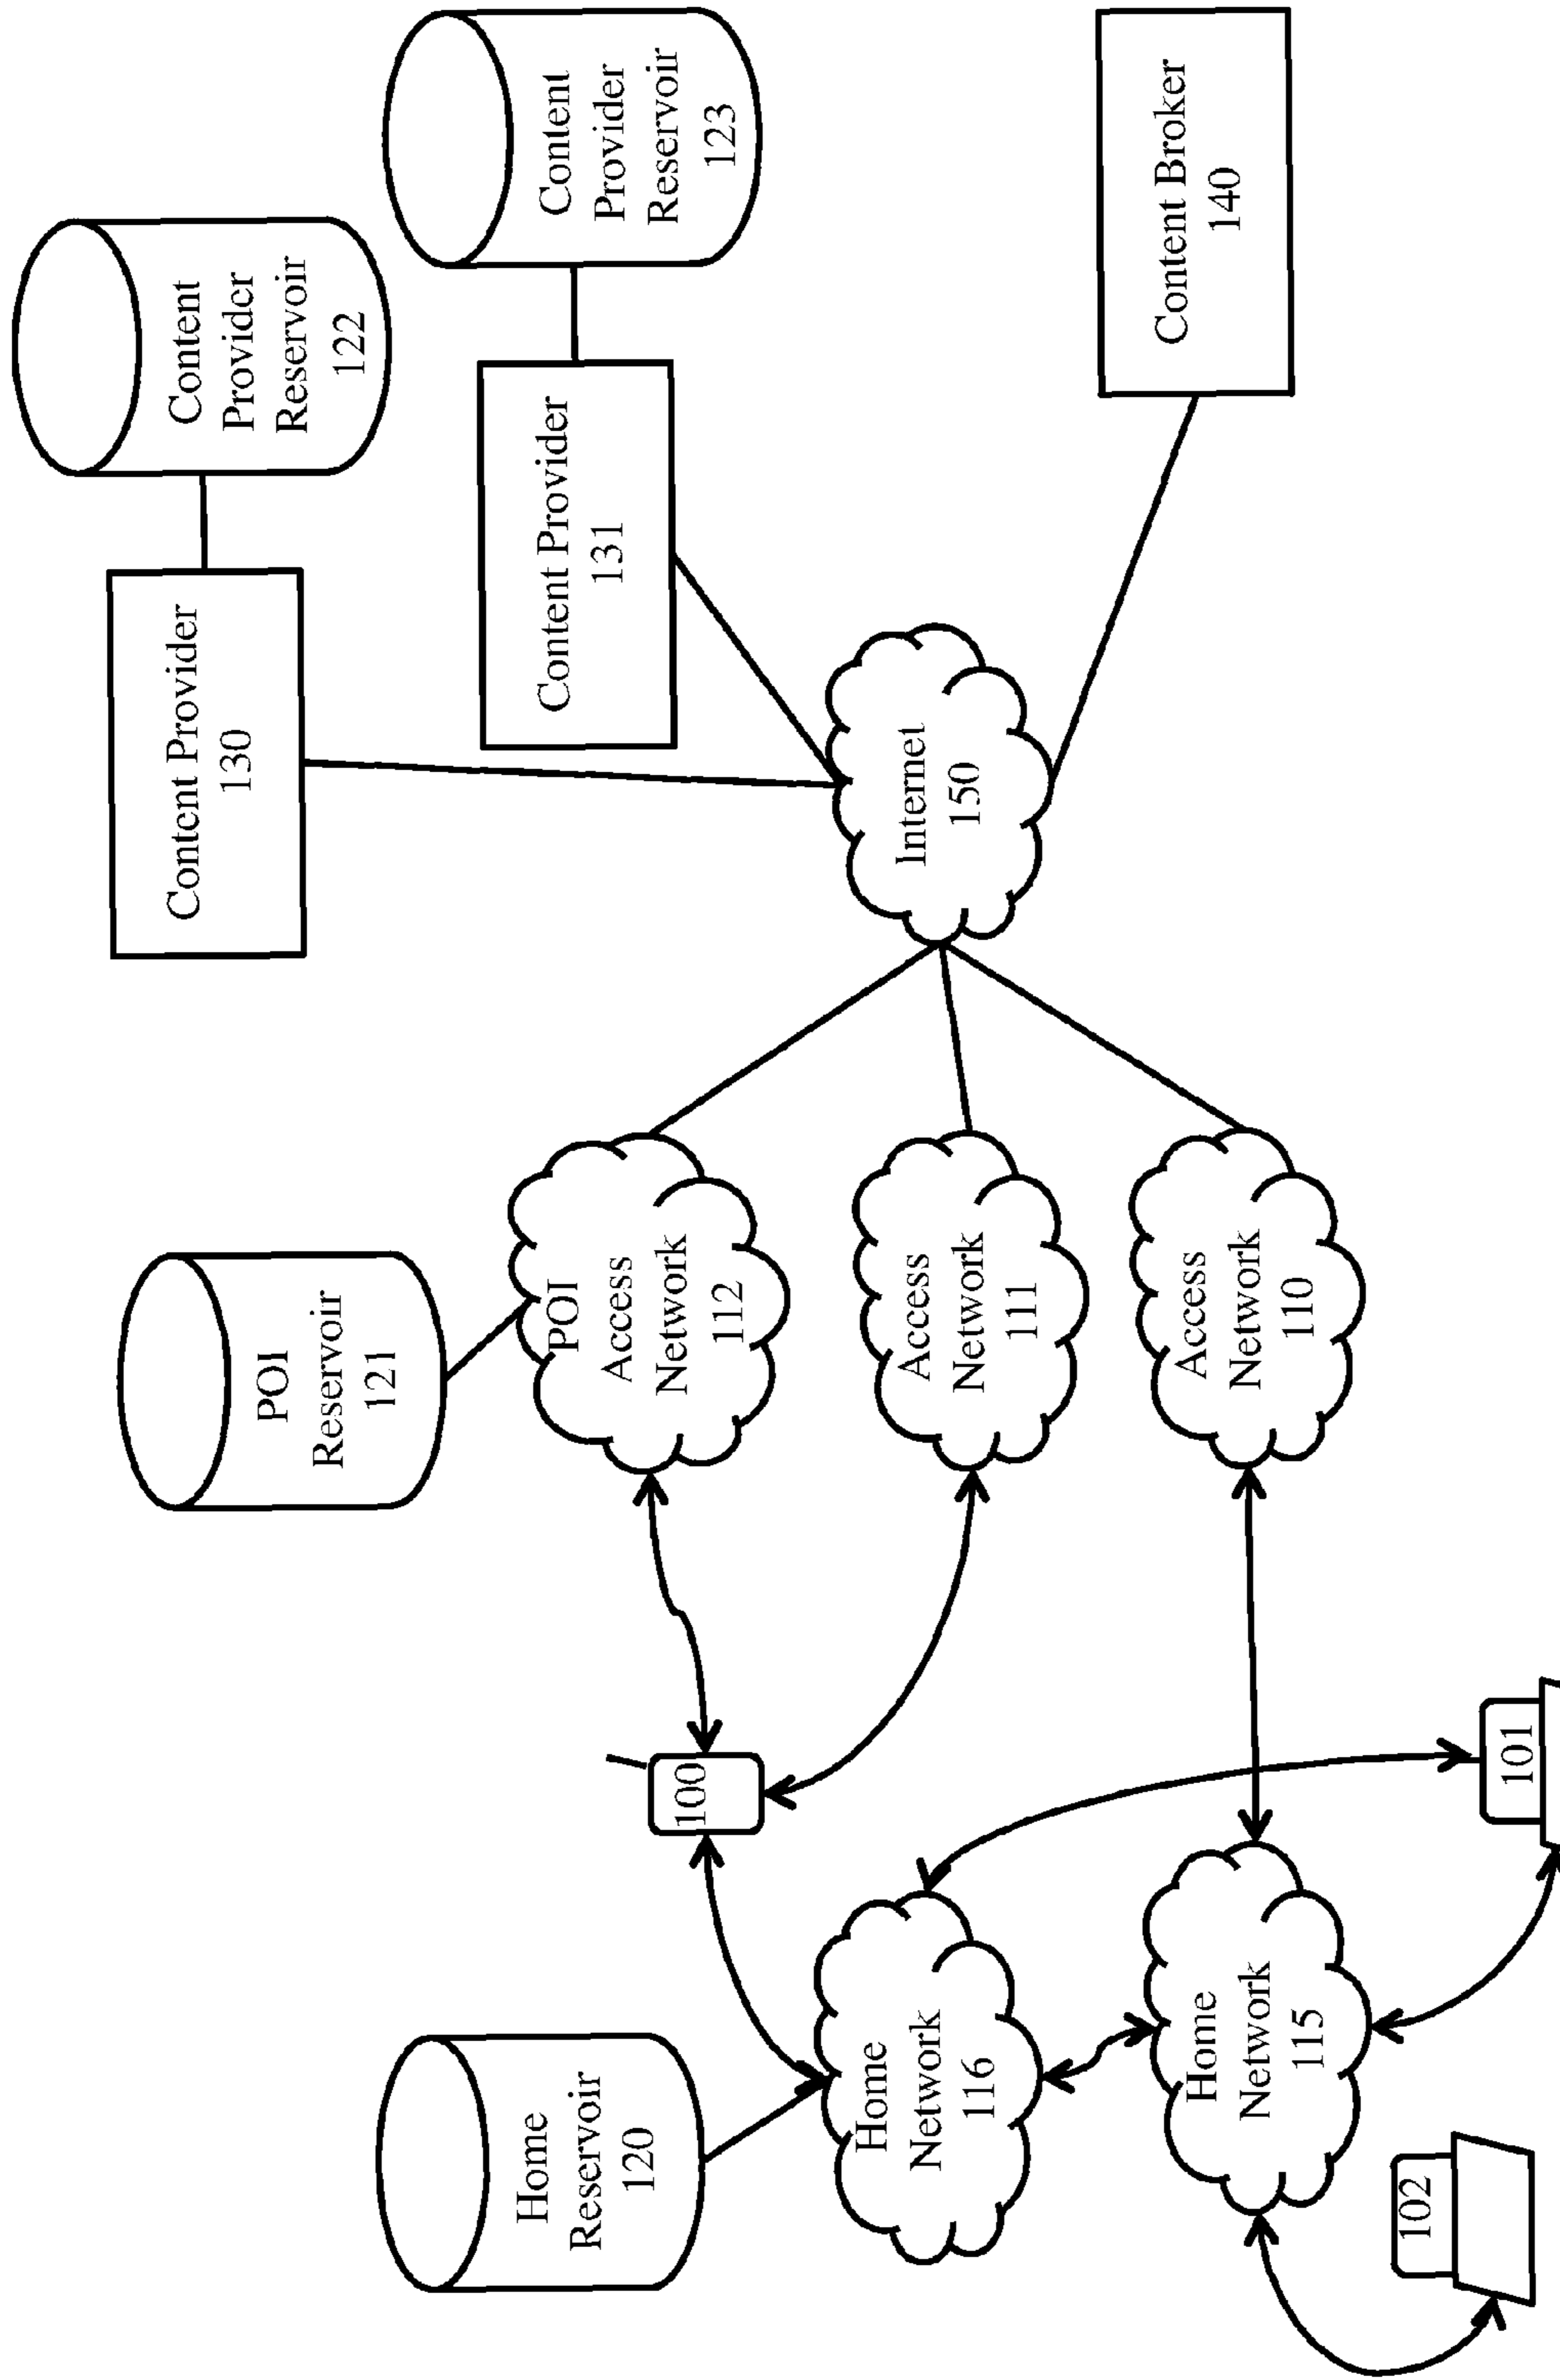 Content
Provider
Reservoir
122
Content
Provider
Reservoir
123
Content Provider
130
Content Provider
131
Content Broker
140
Internet
150
POI
Reservoir
121
POI
Access
Network
112
Access
Network
111
Access
Network
110
100
101
Home
Reservoir
120
Home
Network
116
Home
Network
115
102